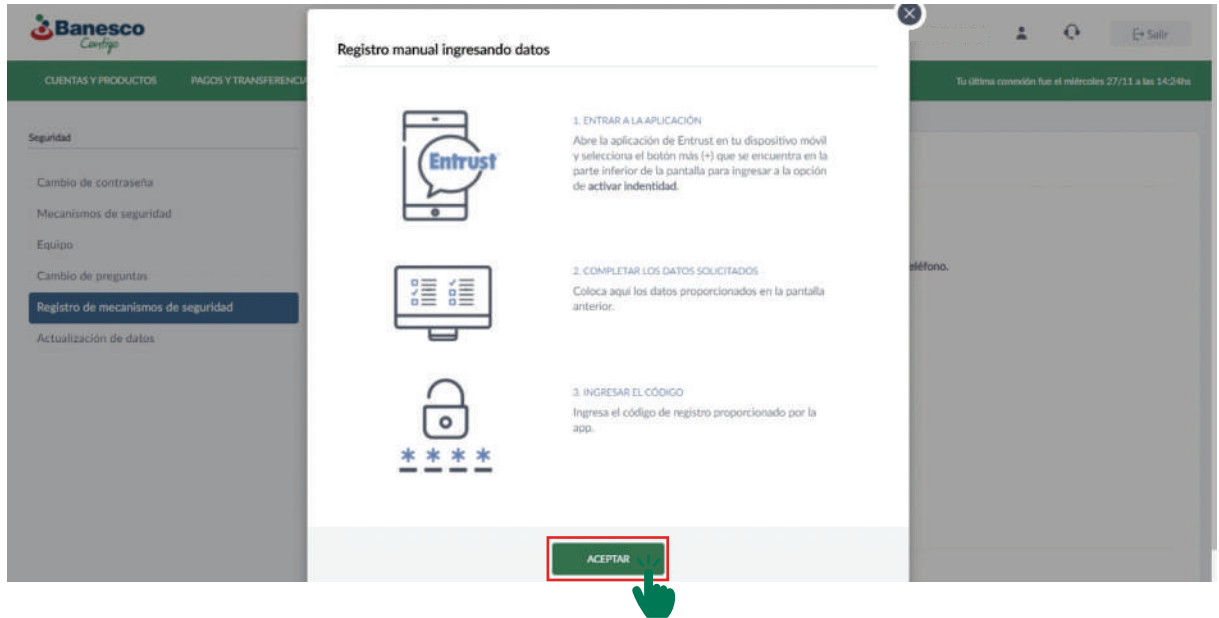 Banesco
Contigo
Salir
CUENTAS Y PRODUCTOS
PAGOS Y TRANSFERENCIA
Tu última conexión fue el miércoles 27/11 a las 14:24hs
Seguridad
Cambio de contraseña
Mecanismos de seguridad
Equipo
Cambio de preguntas
Registro de mecanismos de seguridad
Actualización de datos
Registro manual ingresando datos
Entrust
1. ENTRAR A LA APLICACIÓN
Abre la aplicación de Entrust en tu dispositivo móvil
y selecciona el botón más (+) que se encuentra en la
parte inferior de la pantalla para ingresar a la opción
de activar indentidad.
2. COMPLETAR LOS DATOS SOLICITADOS
Coloca aquí los datos proporcionados en la pantalla
anterior.
3. INGRESAR EL CÓDIGO
Ingresa el código de registro proporcionado por la
app.
* * * *
eléfono.
ACEPTAR